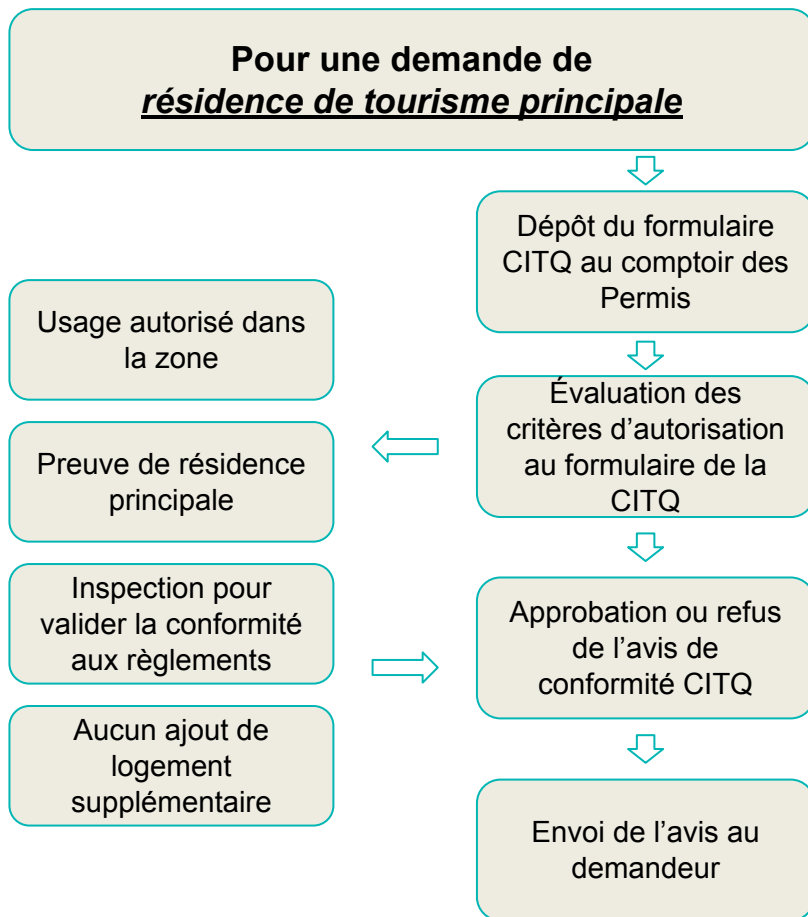 Pour une demande de
résidence de tourisme principale
Dépôt du formulaire
CITQ au comptoir des
Permis
Évaluation des
critères d’autorisation
au formulaire de la
CITQ
Usage autorisé dans
la zone
Preuve de résidence
principale
Inspection pour
valider la conformité
aux règlements
Aucun ajout de
logement
supplémentaire
Approbation ou refus
de l’avis de
conformité CITQ
Envoi de l’avis au
demandeur